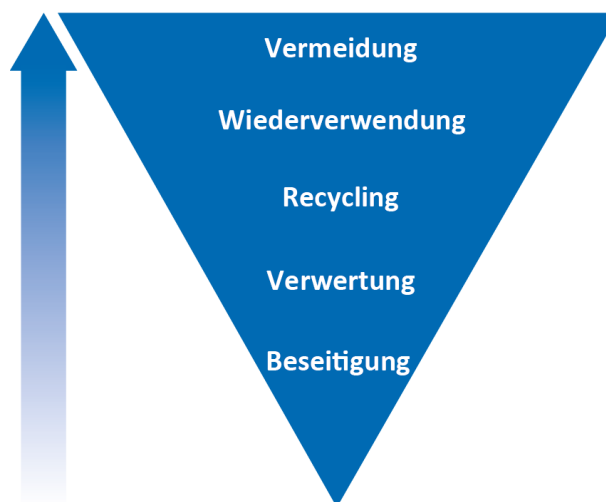 Vermeidung
Wiederverwendung
Recycling
Verwertung
Beseitigung